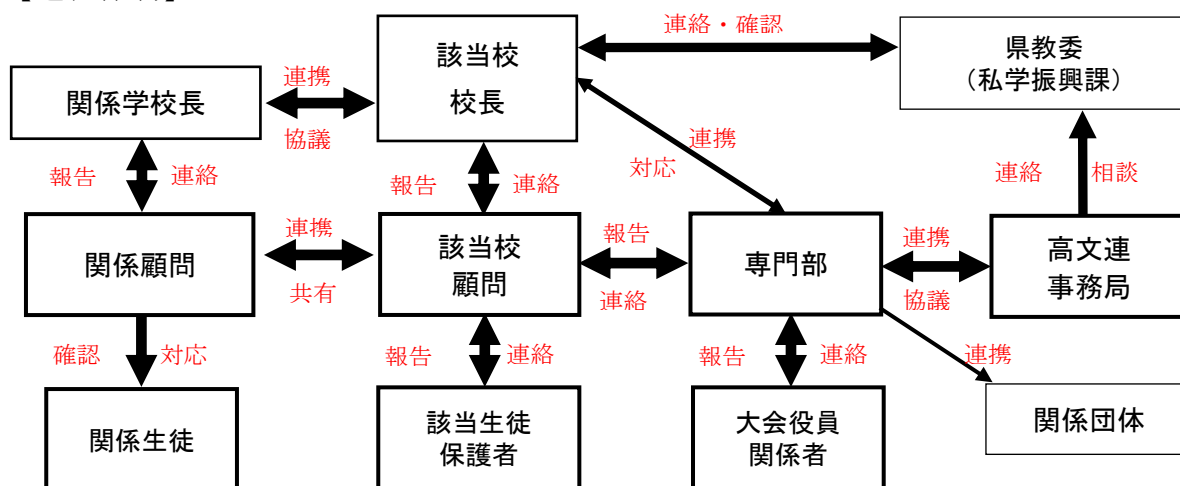 連絡・確認
該当校
校長
県教委
(私学振興課)
関係学校長
連携
協議
連携
対応
報告
連絡
報告
連絡
連絡
相談
関係顧問
連携
共有
該当校
顧問
報告
連絡
専門部
連携
協議
高文連
事務局
確認
対応
報告
連絡
報告
連絡
連携
関係生徒
該当生徒
保護者
大会役員
関係者
関係団体